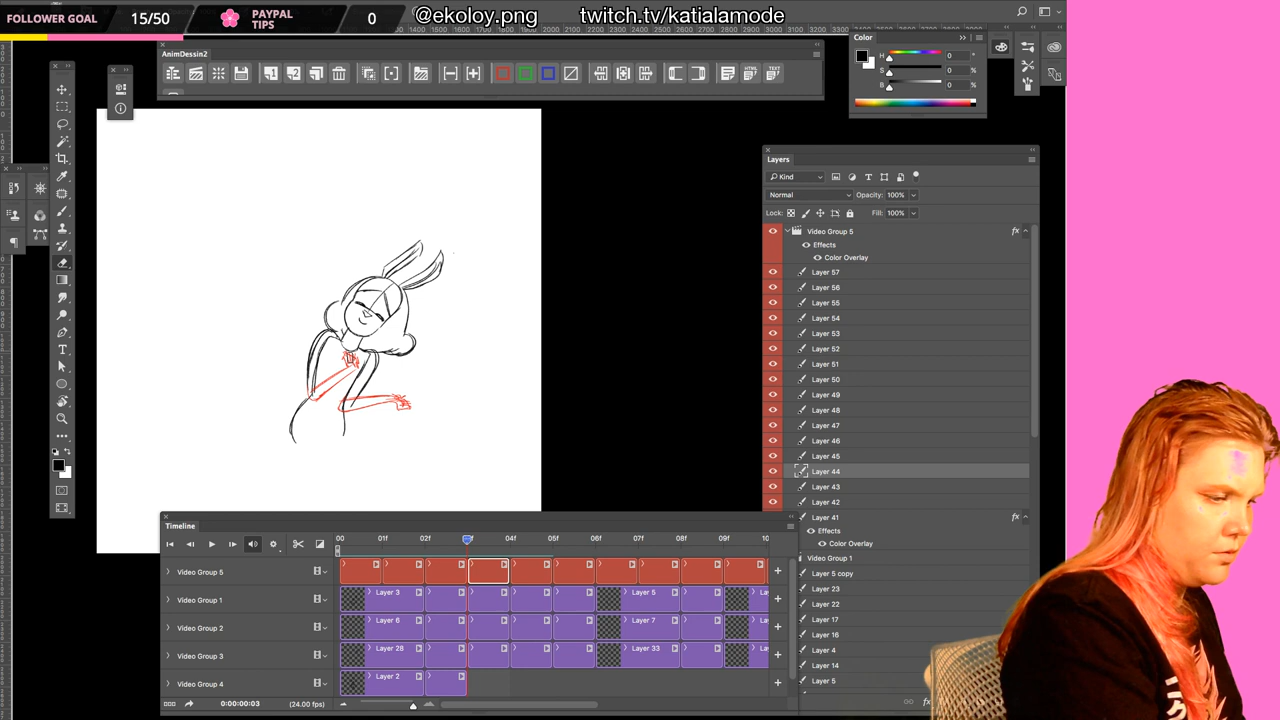 FOLLOWER GOAL
15/50
PAYPAL TIPS
0
@ekoloy.png
twitch.tv/katialamode
AnimDessin2
Color
H 0 °
S 0 %
B 0 %
Layers
Kind
Normal Opacity: 100%
Lock: Fill: 100%
Video Group 5 fx
Effects
Color Overlay
Layer 57
Layer 56
Layer 55
Layer 54
Layer 53
Layer 52
Layer 51
Layer 50
Layer 49
Layer 48
Layer 47
Layer 46
Layer 45
Layer 44
Layer 43
Layer 42
Layer 41 fx
Effects
Color Overlay
Video Group 1
Layer 5 copy
Layer 23
Layer 22
Layer 17
Layer 16
Layer 4
Layer 14
Layer 5
Timeline
00 01f 02f 04f 05f 06f 07f 08f 09f 10
Video Group 5
Video Group 1 Layer 3 Layer 5
Video Group 2 Layer 6 Layer 7
Video Group 3 Layer 28 Layer 33
Video Group 4 Layer 2
0:00:00:03 (24.00 fps)